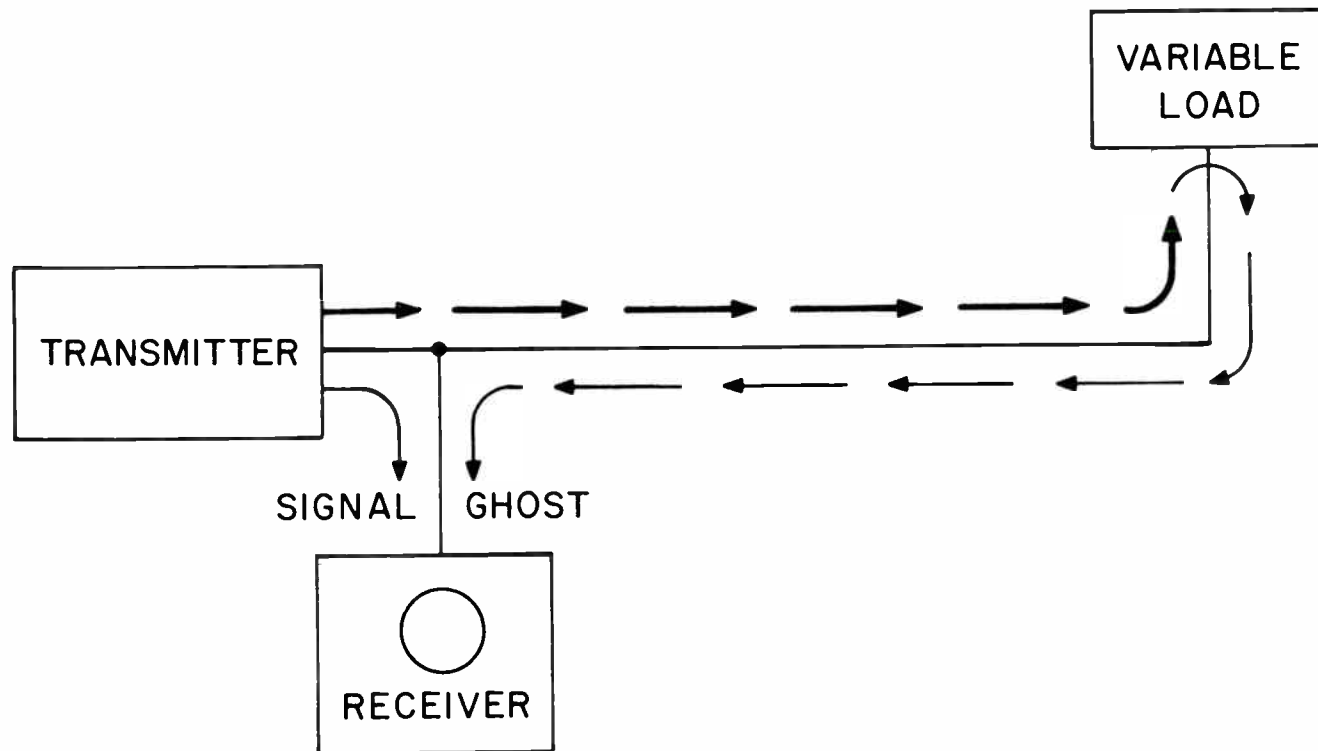 VARIABLE
LOAD
TRANSMITTER
SIGNAL
GHOST
RECEIVER